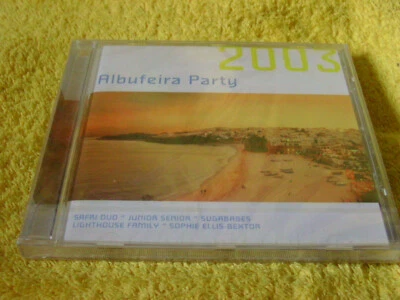 2003
Albufeira Party
SAFRI DUO - JUNIOR SENIOR - SUGABABES
LIGHTHOUSE FAMILY - SOPHIE ELLIS-BEXTOR